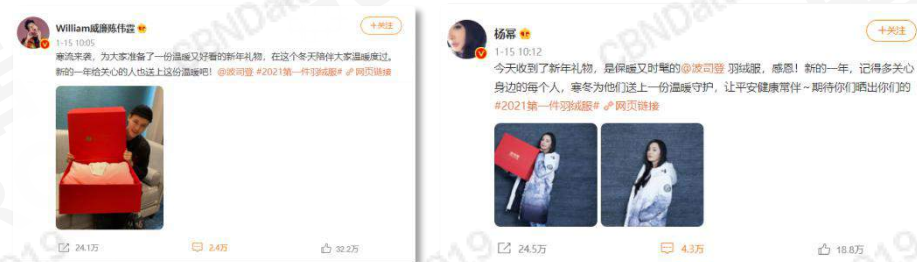 William威廉陈伟霆
+关注
1-15 10:05
寒流来袭，为大家准备了一份温暖又好看的新年礼物，在这个冬天陪伴大家温暖度过。
新的一年给关心的人也送上这份温暖吧！@波司登 #2021第一件羽绒服# 网页链接
24.1万
2.4万
32.2万
杨幂
+关注
1-15 10:12
今天收到了新年礼物，是保暖又时髦的@波司登 羽绒服，感恩！新的一年，记得多关心
身边的每个人，寒冬为他们送上一份温暖守护，让平安健康常伴～期待你们晒出你们的
#2021第一件羽绒服# 网页链接
24.5万
4.3万
18.8万